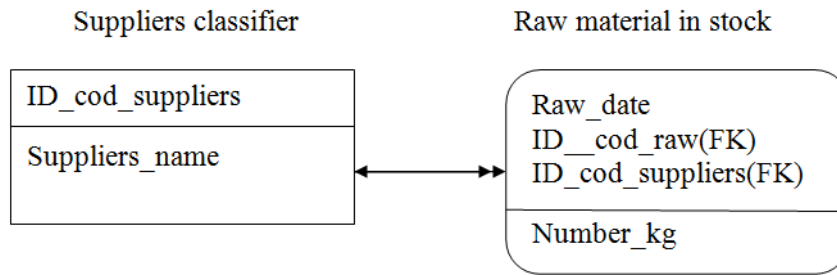 Suppliers classifier
Raw material in stock
ID_cod_suppliers
Suppliers_name
Raw_date
ID__cod_raw(FK)
ID_cod_suppliers(FK)
Number_kg